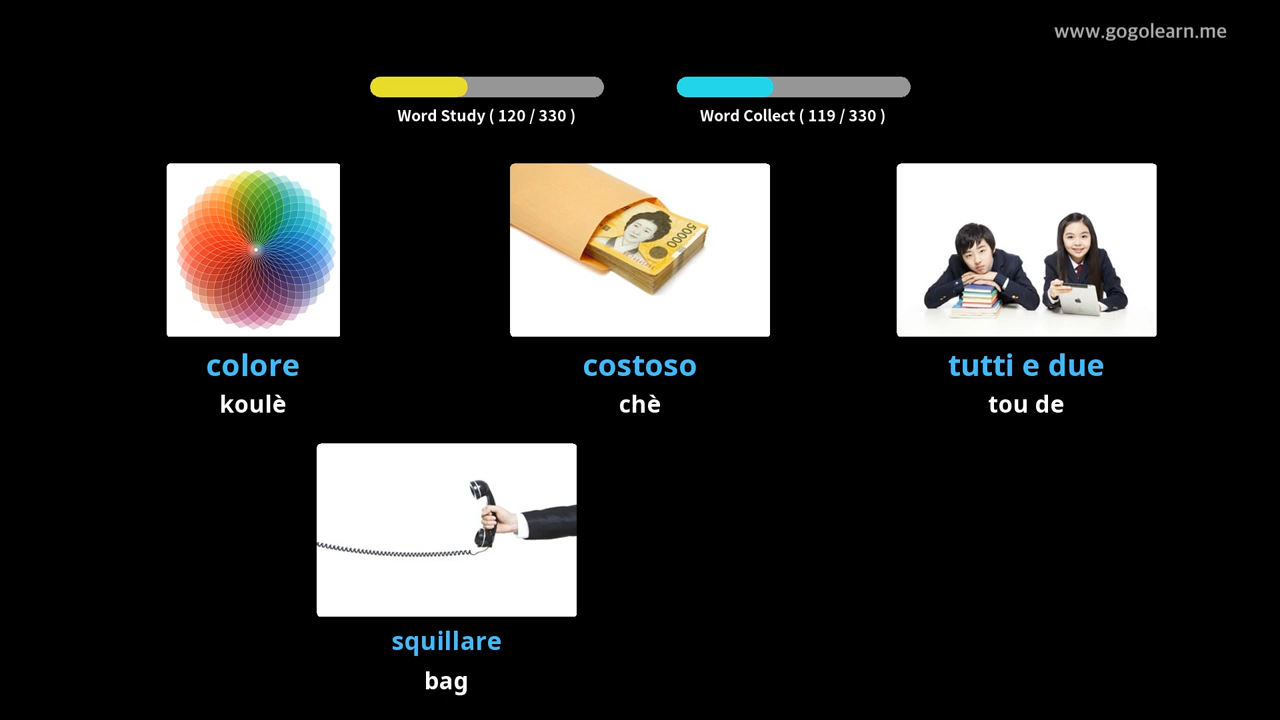 www.gogolearn.me
Word Study ( 120 / 330 )
Word Collect ( 119 / 330 )
50000
colore
koulè
costoso
chè
tutti e due
tou de
squillare
bag